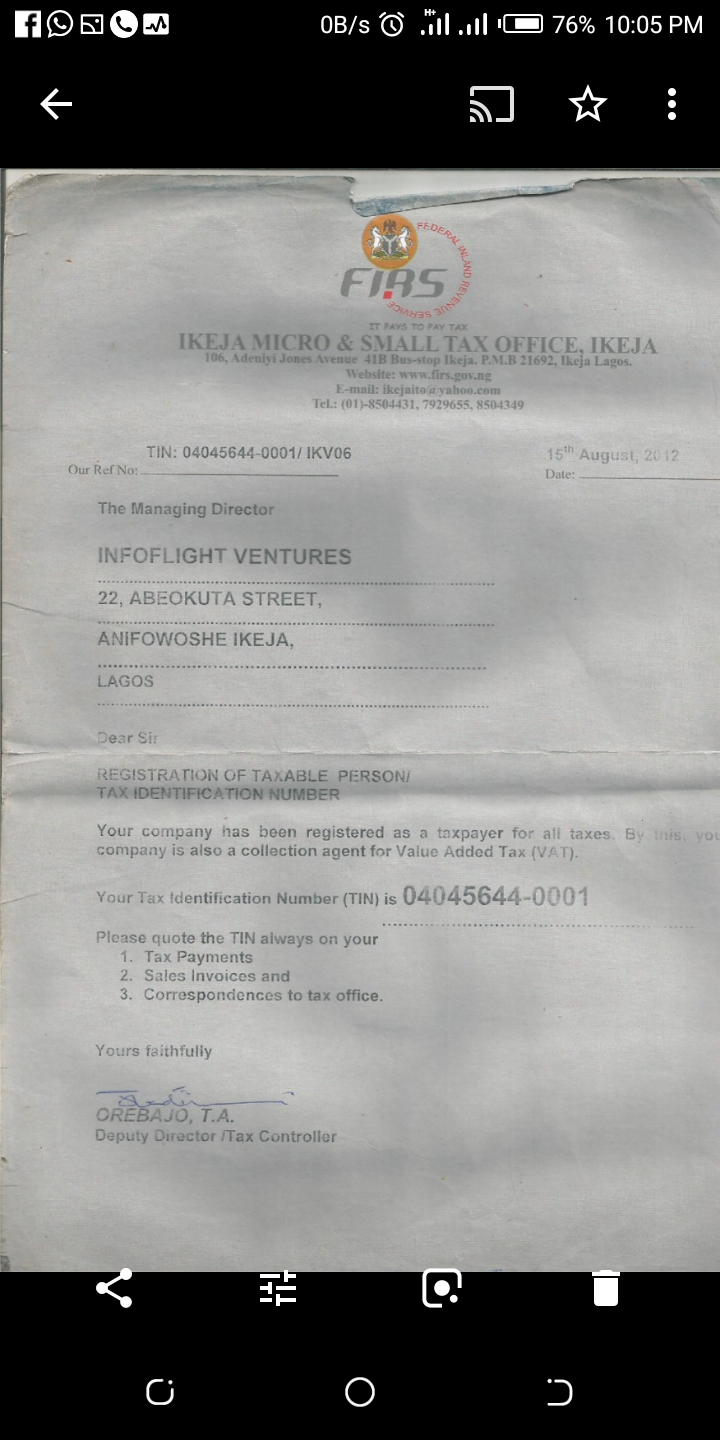 0B/s H+ 76% 10:05 PM
FEDERAL INLAND REVENUE SERVICE
FIRS
IT PAYS TO PAY TAX
IKEJA MICRO & SMALL TAX OFFICE, IKEJA
106, Adeniyi Jones Avenue 41B Bus-stop Ikeja. P.M.B 21692, Ikeja Lagos.
Website: www.firs.gov.ng
E-mail: ikejaito@yahoo.com
Tel.: (01)-8504431, 7929655, 8504349
TIN: 04045644-0001/ IKV06 15th August, 2012
Our Ref No: Date:
The Managing Director
INFOFLIGHT VENTURES
22, ABEOKUTA STREET,
ANIFOWOSHE IKEJA,
LAGOS
Dear Sir
REGISTRATION OF TAXABLE PERSON/
TAX IDENTIFICATION NUMBER
Your company has been registered as a taxpayer for all taxes. By this, you
company is also a collection agent for Value Added Tax (VAT).
Your Tax Identification Number (TIN) is 04045644-0001
Please quote the TIN always on your
1. Tax Payments
2. Sales Invoices and
3. Correspondences to tax office.
Yours faithfully
OREBAJO, T.A.
Deputy Director /Tax Controller